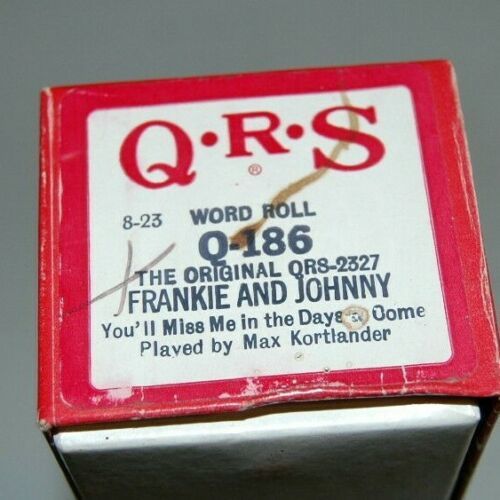 Q·R·S
®
8-23 WORD ROLL
Q-186
THE ORIGINAL QRS-2327
FRANKIE AND JOHNNY
You'll Miss Me in the Days to Come
Played by Max Kortlander